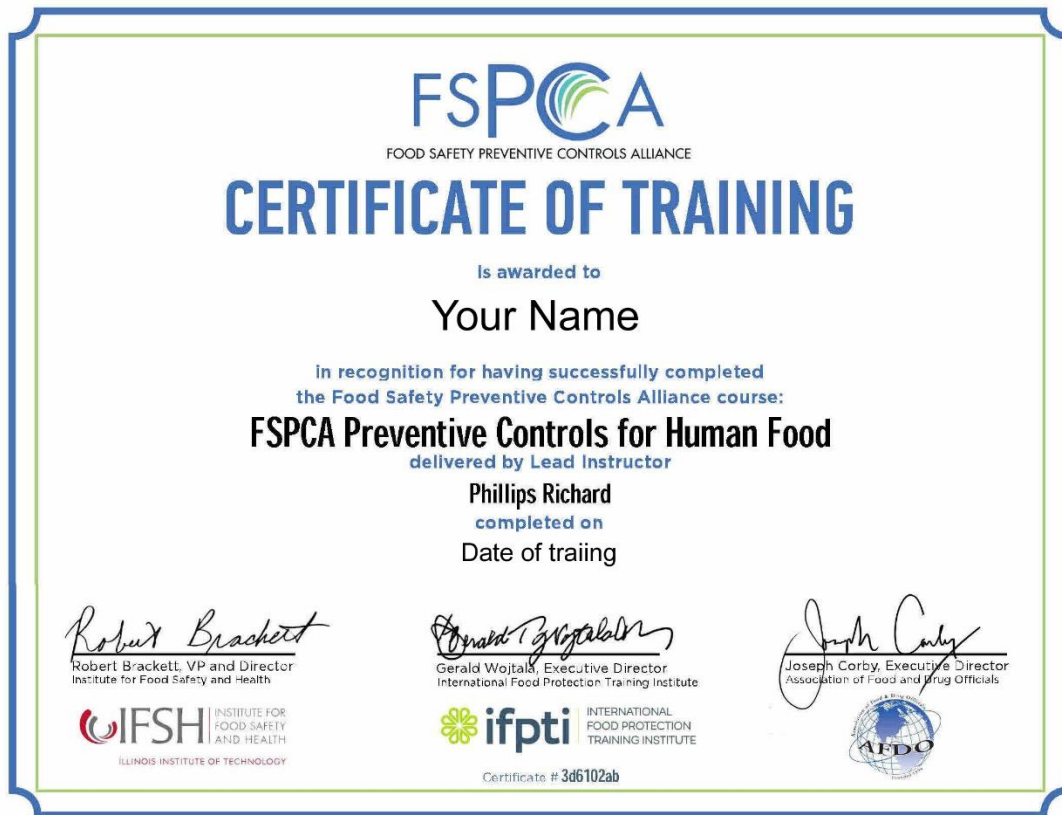 FSPCA
FOOD SAFETY PREVENTIVE CONTROLS ALLIANCE
CERTIFICATE OF TRAINING
is awarded to
Your Name
in recognition for having successfully completed
the Food Safety Preventive Controls Alliance course:
FSPCA Preventive Controls for Human Food
delivered by Lead Instructor
Phillips Richard
completed on
Date of traiing
Robert Brackett
Robert Brackett, VP and Director
Institute for Food Safety and Health
IFSH
INSTITUTE FOR
FOOD SAFETY
AND HEALTH
ILLINOIS INSTITUTE OF TECHNOLOGY
Gerald Wojtala, Executive Director
International Food Protection Training Institute
ifpti
INTERNATIONAL
FOOD PROTECTION
TRAINING INSTITUTE
Certificate # 3d6102ab
Joseph Corby
Joseph Corby, Executive Director
Association of Food and Drug Officials
AFDO